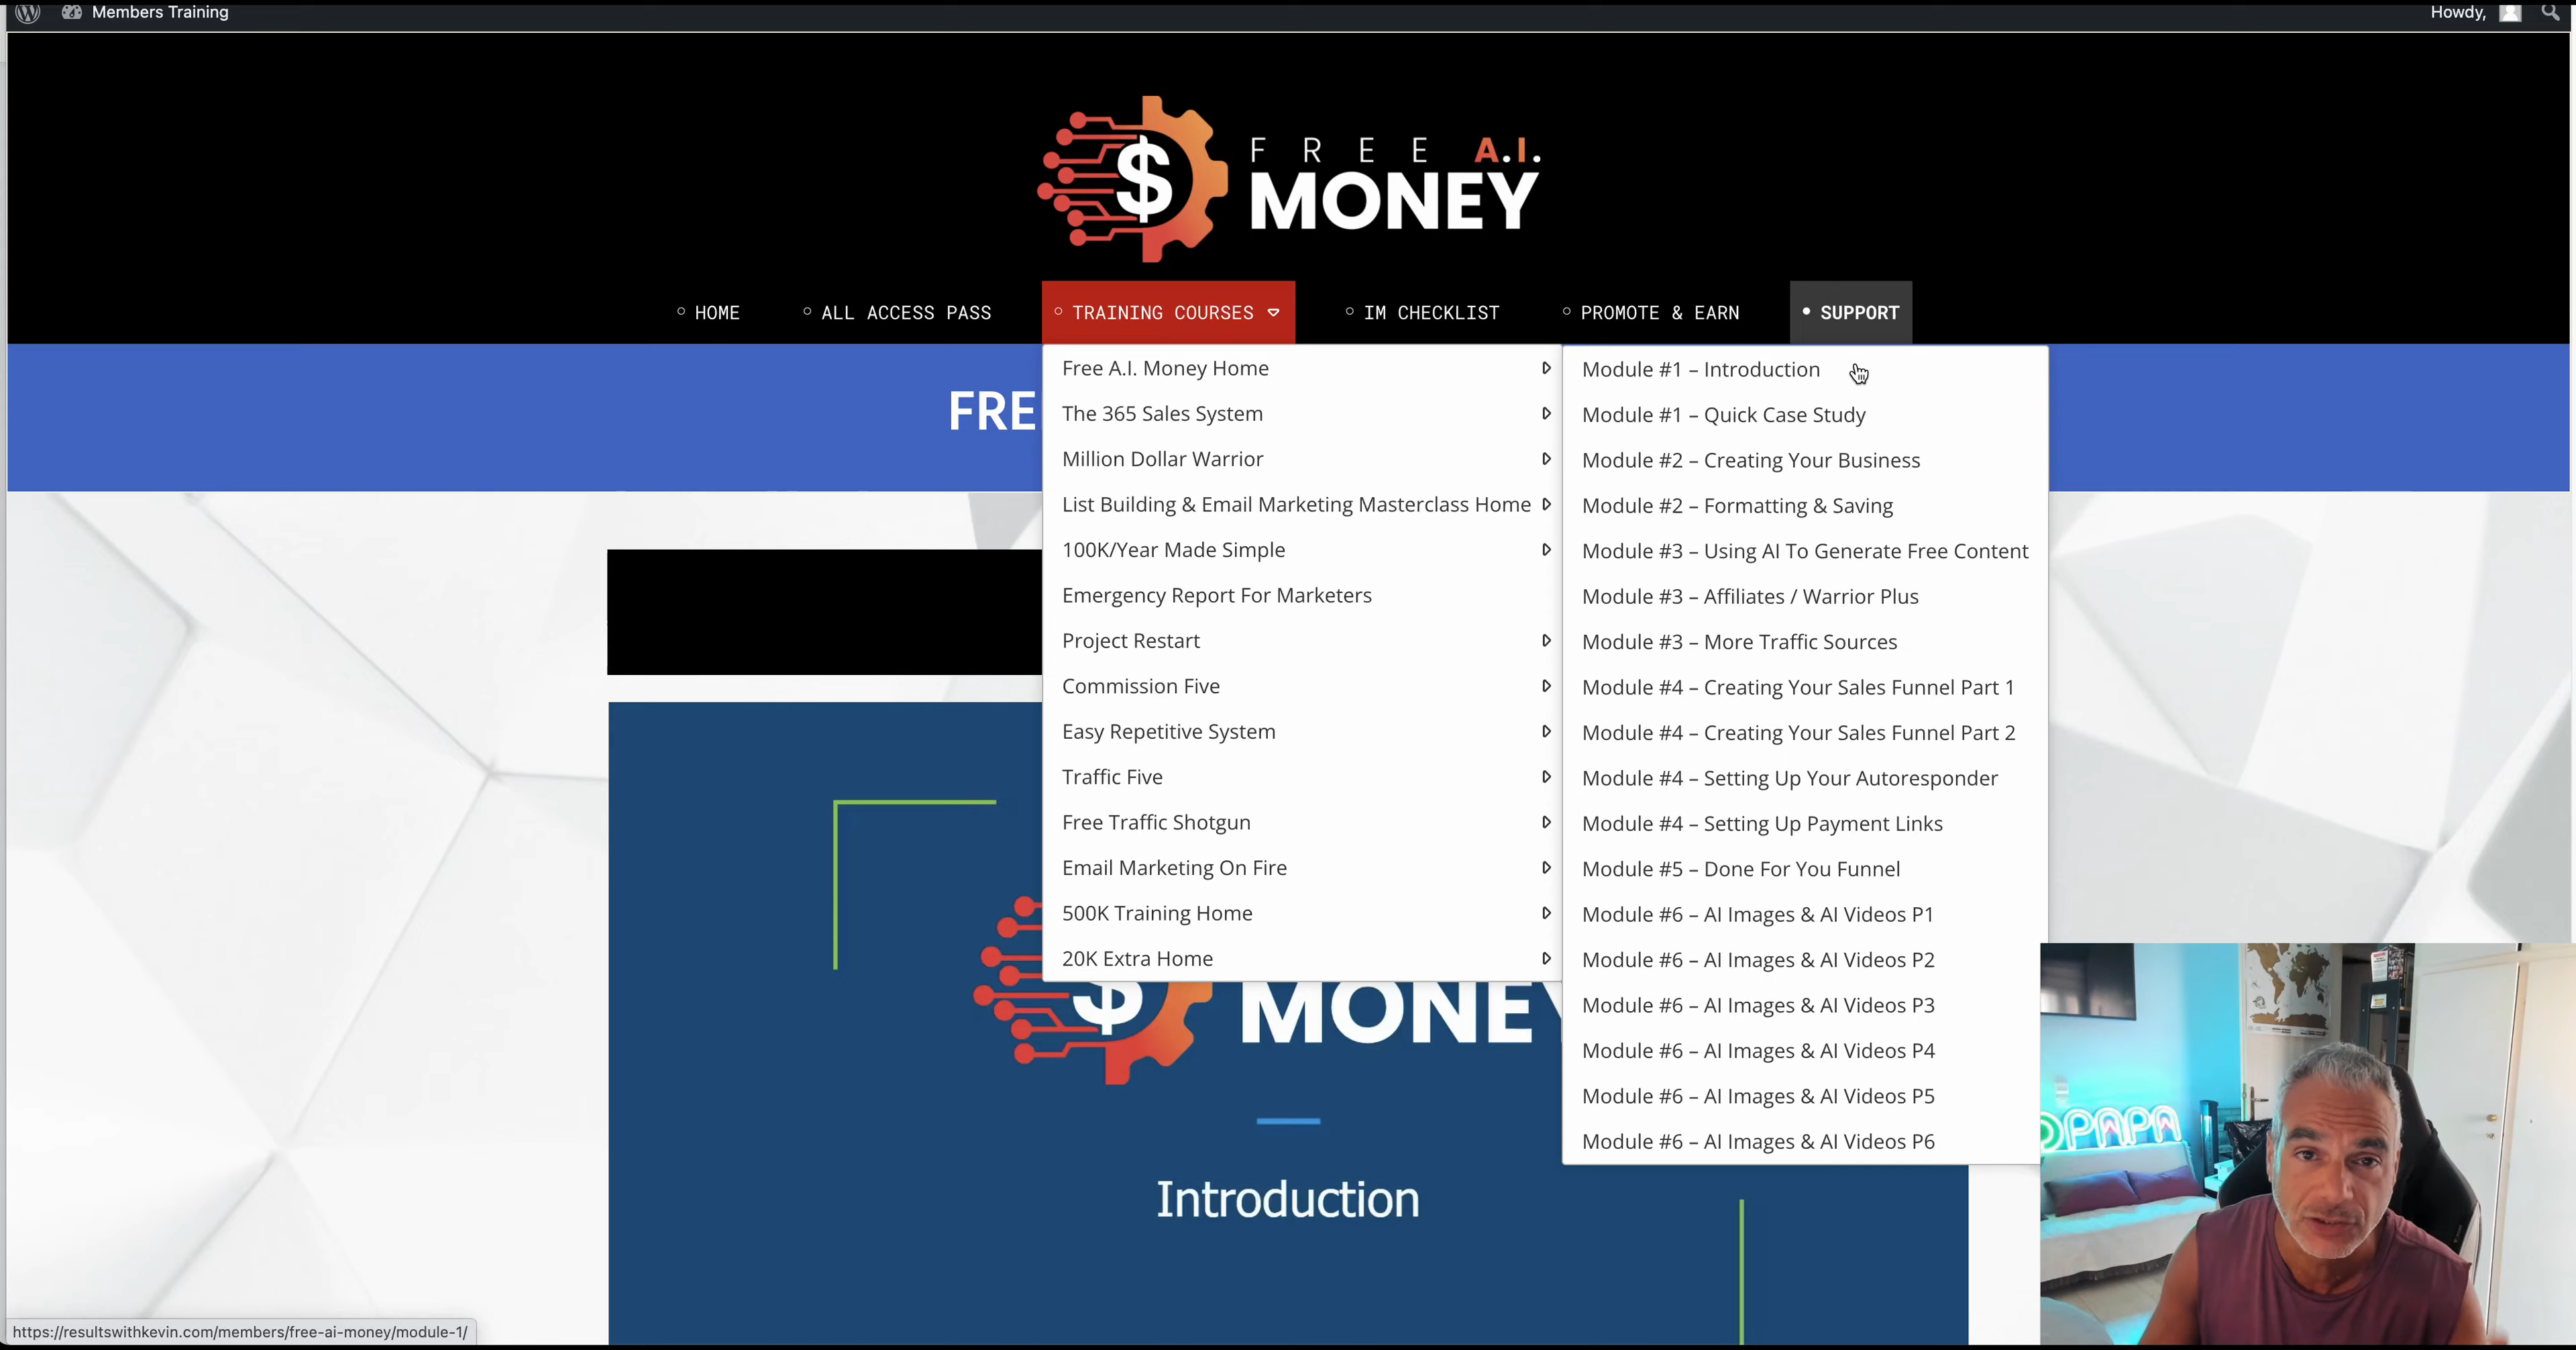 Members Training
Howdy,
FREE A.I.
MONEY
HOME
ALL ACCESS PASS
TRAINING COURSES
IM CHECKLIST
PROMOTE & EARN
SUPPORT
FRE
Free A.I. Money Home
The 365 Sales System
Million Dollar Warrior
List Building & Email Marketing Masterclass Home
100K/Year Made Simple
Emergency Report For Marketers
Project Restart
Commission Five
Easy Repetitive System
Traffic Five
Free Traffic Shotgun
Email Marketing On Fire
500K Training Home
20K Extra Home
Module #1 – Introduction
Module #1 – Quick Case Study
Module #2 – Creating Your Business
Module #2 – Formatting & Saving
Module #3 – Using AI To Generate Free Content
Module #3 – Affiliates / Warrior Plus
Module #3 – More Traffic Sources
Module #4 – Creating Your Sales Funnel Part 1
Module #4 – Creating Your Sales Funnel Part 2
Module #4 – Setting Up Your Autoresponder
Module #4 – Setting Up Payment Links
Module #5 – Done For You Funnel
Module #6 – AI Images & AI Videos P1
Module #6 – AI Images & AI Videos P2
Module #6 – AI Images & AI Videos P3
Module #6 – AI Images & AI Videos P4
Module #6 – AI Images & AI Videos P5
Module #6 – AI Images & AI Videos P6
MONEY
Introduction
OPAPA
https://resultswithkevin.com/members/free-ai-money/module-1/